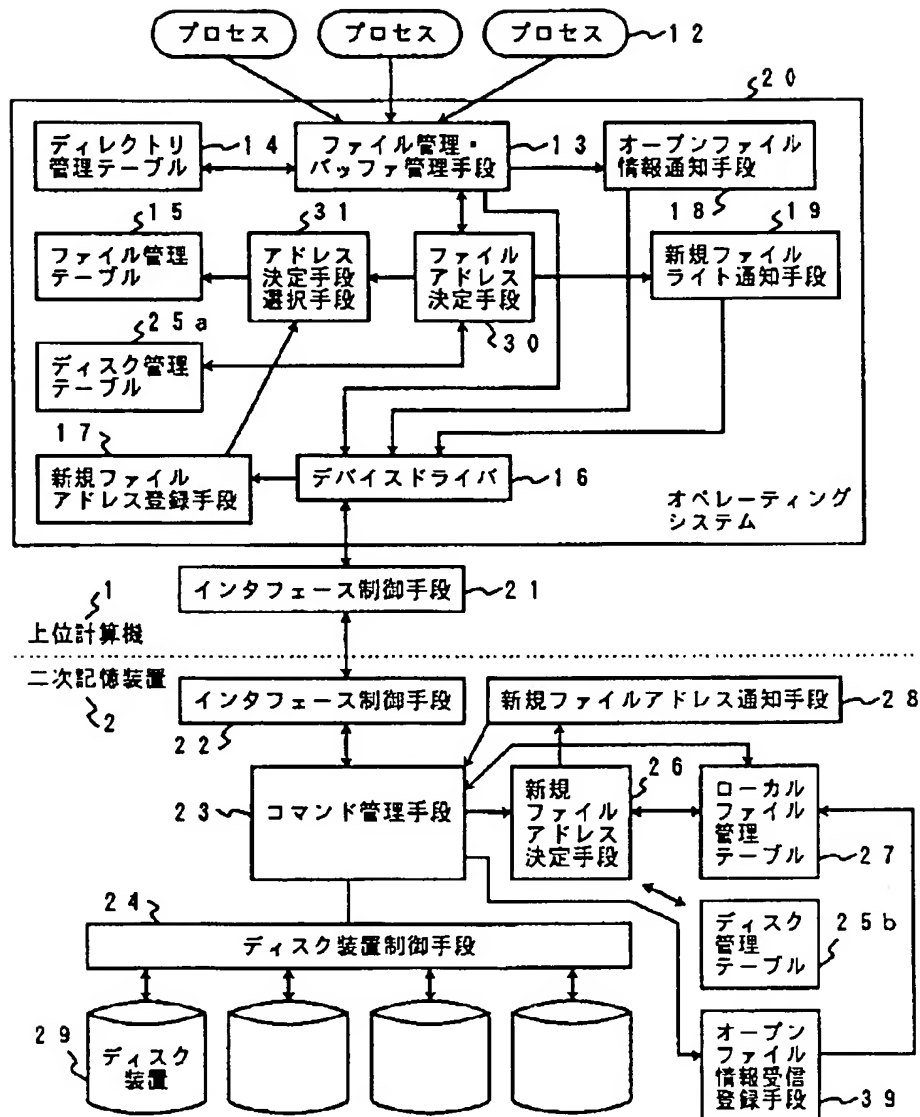 プロセス
プロセス
プロセス
12
20
ディレクトリ
管理テーブル
14
ファイル管理・
バッファ管理手段
13
オープンファイル
情報通知手段
18
15
ファイル管理
テーブル
31
アドレス
決定手段
選択手段
ファイル
アドレス
決定手段
30
19
新規ファイル
ライト通知手段
25a
ディスク管理
テーブル
17
新規ファイル
アドレス登録手段
デバイスドライバ
16
オペレーティング
システム
インタフェース制御手段
21
1
上位計算機
二次記憶装置
2
インタフェース制御手段
22
新規ファイルアドレス通知手段
28
23
コマンド管理手段
新規
ファイル
アドレス
決定手段
26
ローカル
ファイル
管理
テーブル
27
24
ディスク装置制御手段
ディスク
管理
テーブル
25b
29
ディスク
装置
オープン
ファイル
情報受信
登録手段
39